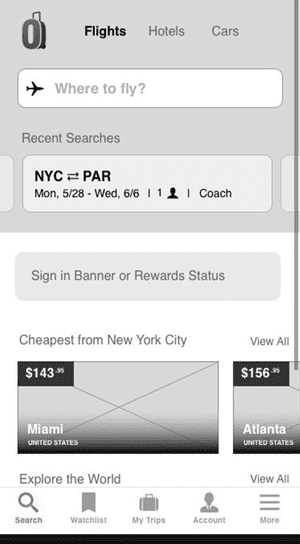 Flights Hotels Cars
Where to fly?
Recent Searches
NYC ⇄ PAR
Mon, 5/28 - Wed, 6/6 | 1 | Coach
Sign in Banner or Rewards Status
Cheapest from New York City View All
$143.95 $156.95
Miami Atlanta
UNITED STATES UNITED STATES
Explore the World View All
Search Watchlist My Trips Account More